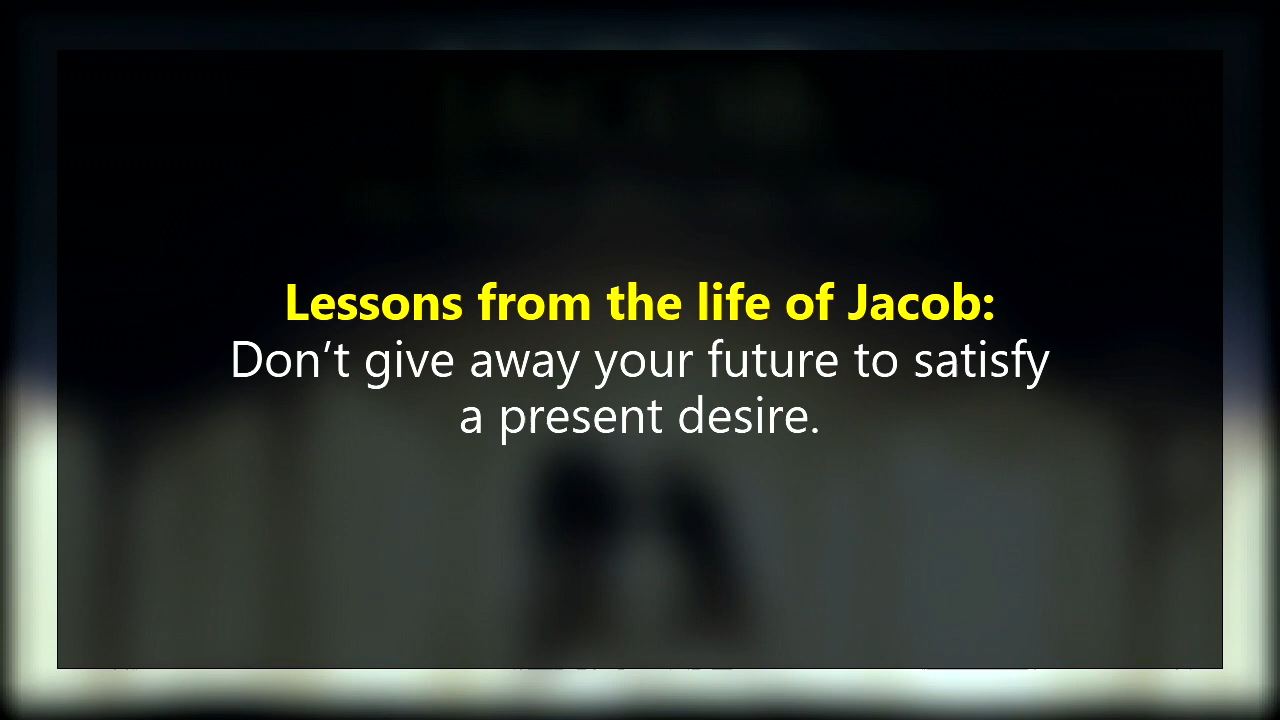 Lessons from the life of Jacob:
Don’t give away your future to satisfy
a present desire.